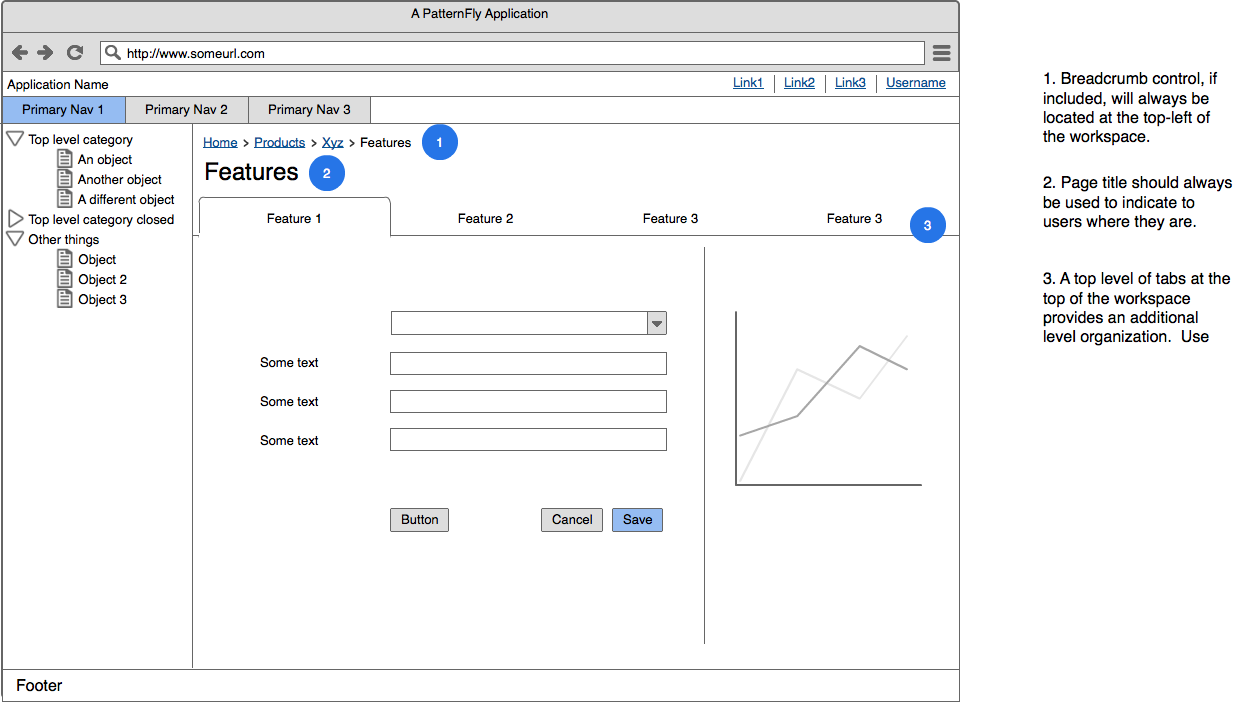 A PatternFly Application
http://www.someurl.com
Application Name
Link1 Link2 Link3 Username
Primary Nav 1 Primary Nav 2 Primary Nav 3
Top level category
An object
Another object
A different object
Top level category closed
Other things
Object
Object 2
Object 3
Home > Products > Xyz > Features 1
Features 2
Feature 1 Feature 2 Feature 3 Feature 3 3
Some text
Some text
Some text
Button Cancel Save
Footer
1. Breadcrumb control, if
included, will always be
located at the top-left of
the workspace.
2. Page title should always
be used to indicate to
users where they are.
3. A top level of tabs at the
top of the workspace
provides an additional
level organization. Use